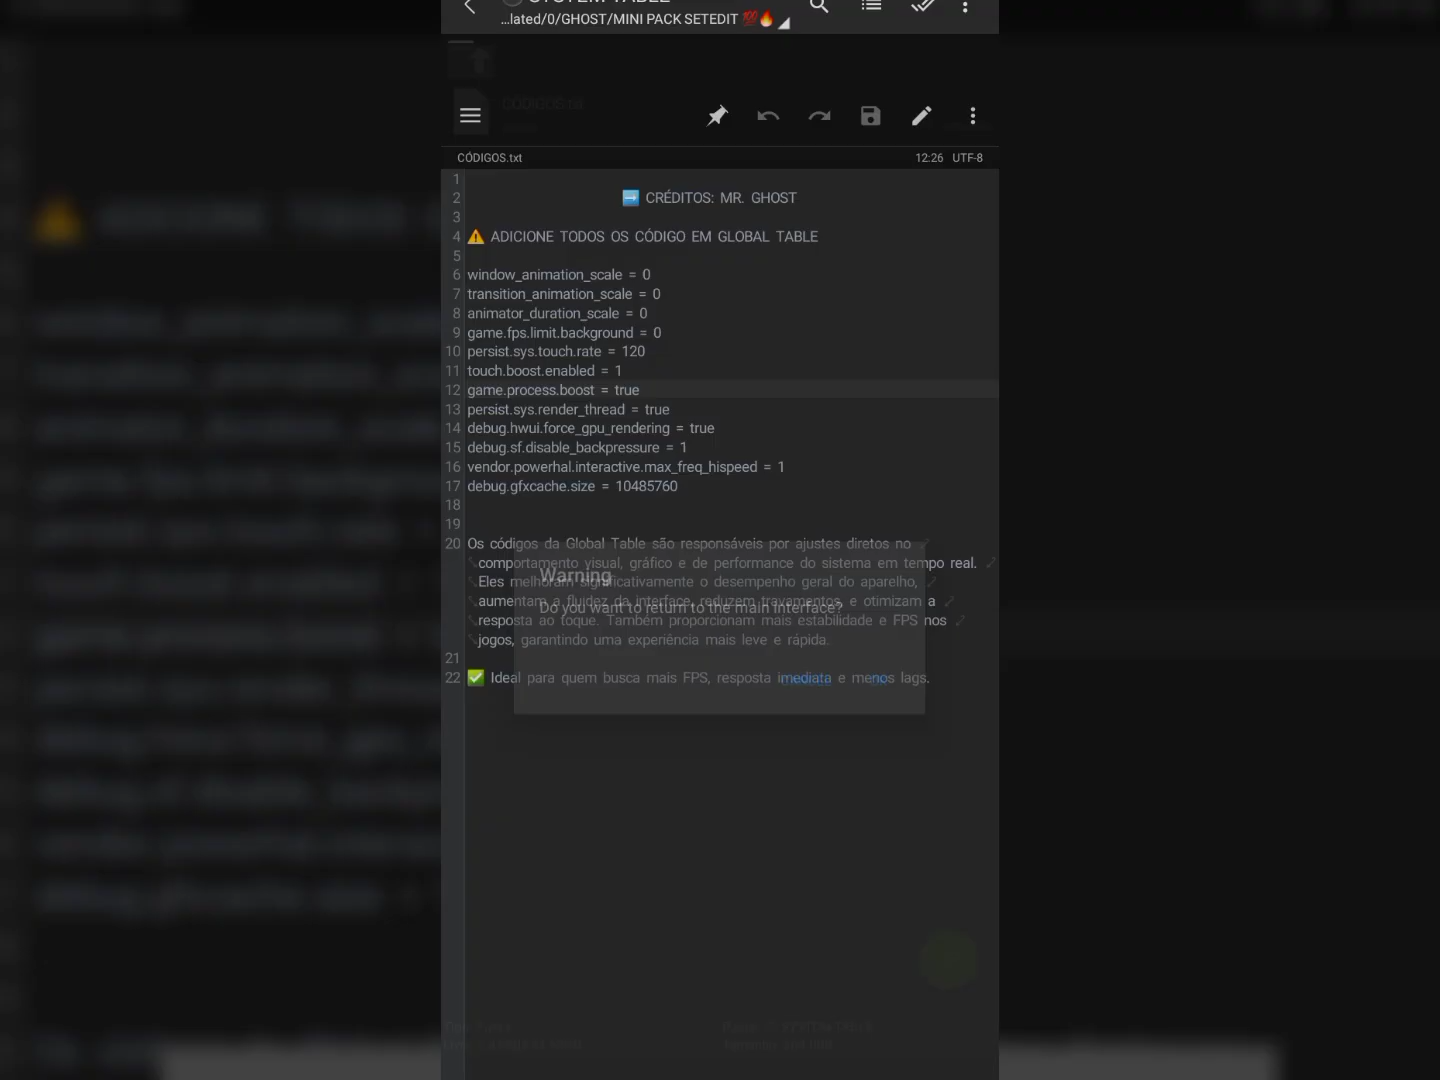 SYSTEM TABLE
...lated/0/GHOST/MINI PACK SETEDIT 💯🔥
CÓDIGOS.txt
12:26 UTF-8
1
2 ➡️ CRÉDITOS: MR. GHOST
3
4 ⚠️ ADICIONE TODOS OS CÓDIGO EM GLOBAL TABLE
5
6 window_animation_scale = 0
7 transition_animation_scale = 0
8 animator_duration_scale = 0
9 game.fps.limit.background = 0
10 persist.sys.touch.rate = 120
11 touch.boost.enabled = 1
12 game.process.boost = true
13 persist.sys.render_thread = true
14 debug.hwui.force_gpu_rendering = true
15 debug.sf.disable_backpressure = 1
16 vendor.powerhal.interactive.max_freq_hispeed = 1
17 debug.gfxcache.size = 10485760
18
19
20 Os códigos da Global Table são responsáveis por ajustes diretos no
comportamento visual, gráfico e de performance do sistema em tempo real.
Eles melhoram significativamente o desempenho geral do aparelho,
aumentam a fluidez da interface, reduzem travamentos, e otimizam a
resposta ao toque. Também proporcionam mais estabilidade e FPS nos
jogos, garantindo uma experiência mais leve e rápida.
21
22 ✅ Ideal para quem busca mais FPS, resposta imediata e menos lags.
Warning
Do you want to return to the main interface?